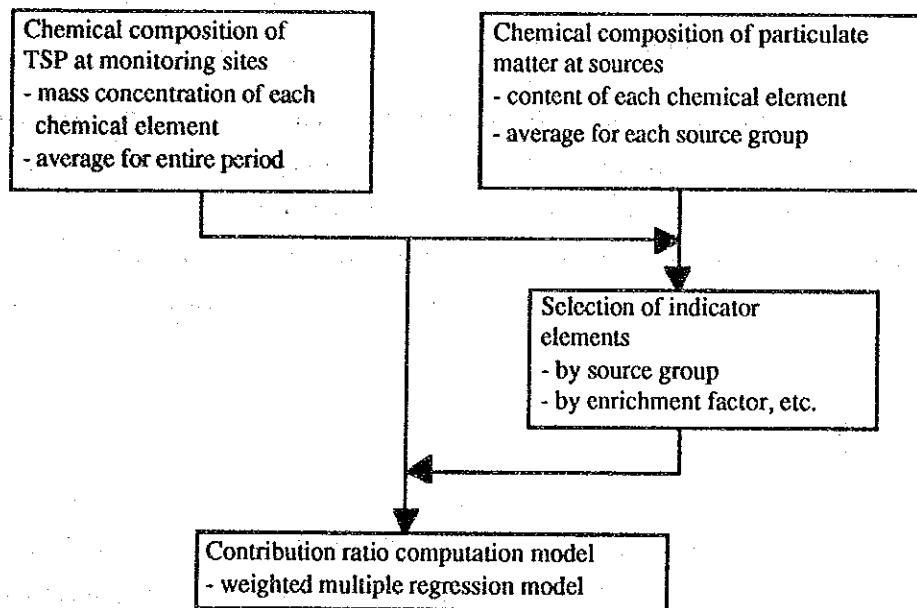 Chemical composition of
TSP at monitoring sites
- mass concentration of each
chemical element
- average for entire period
Chemical composition of particulate
matter at sources
- content of each chemical element
- average for each source group
Selection of indicator
elements
- by source group
- by enrichment factor, etc.
Contribution ratio computation model
- weighted multiple regression model